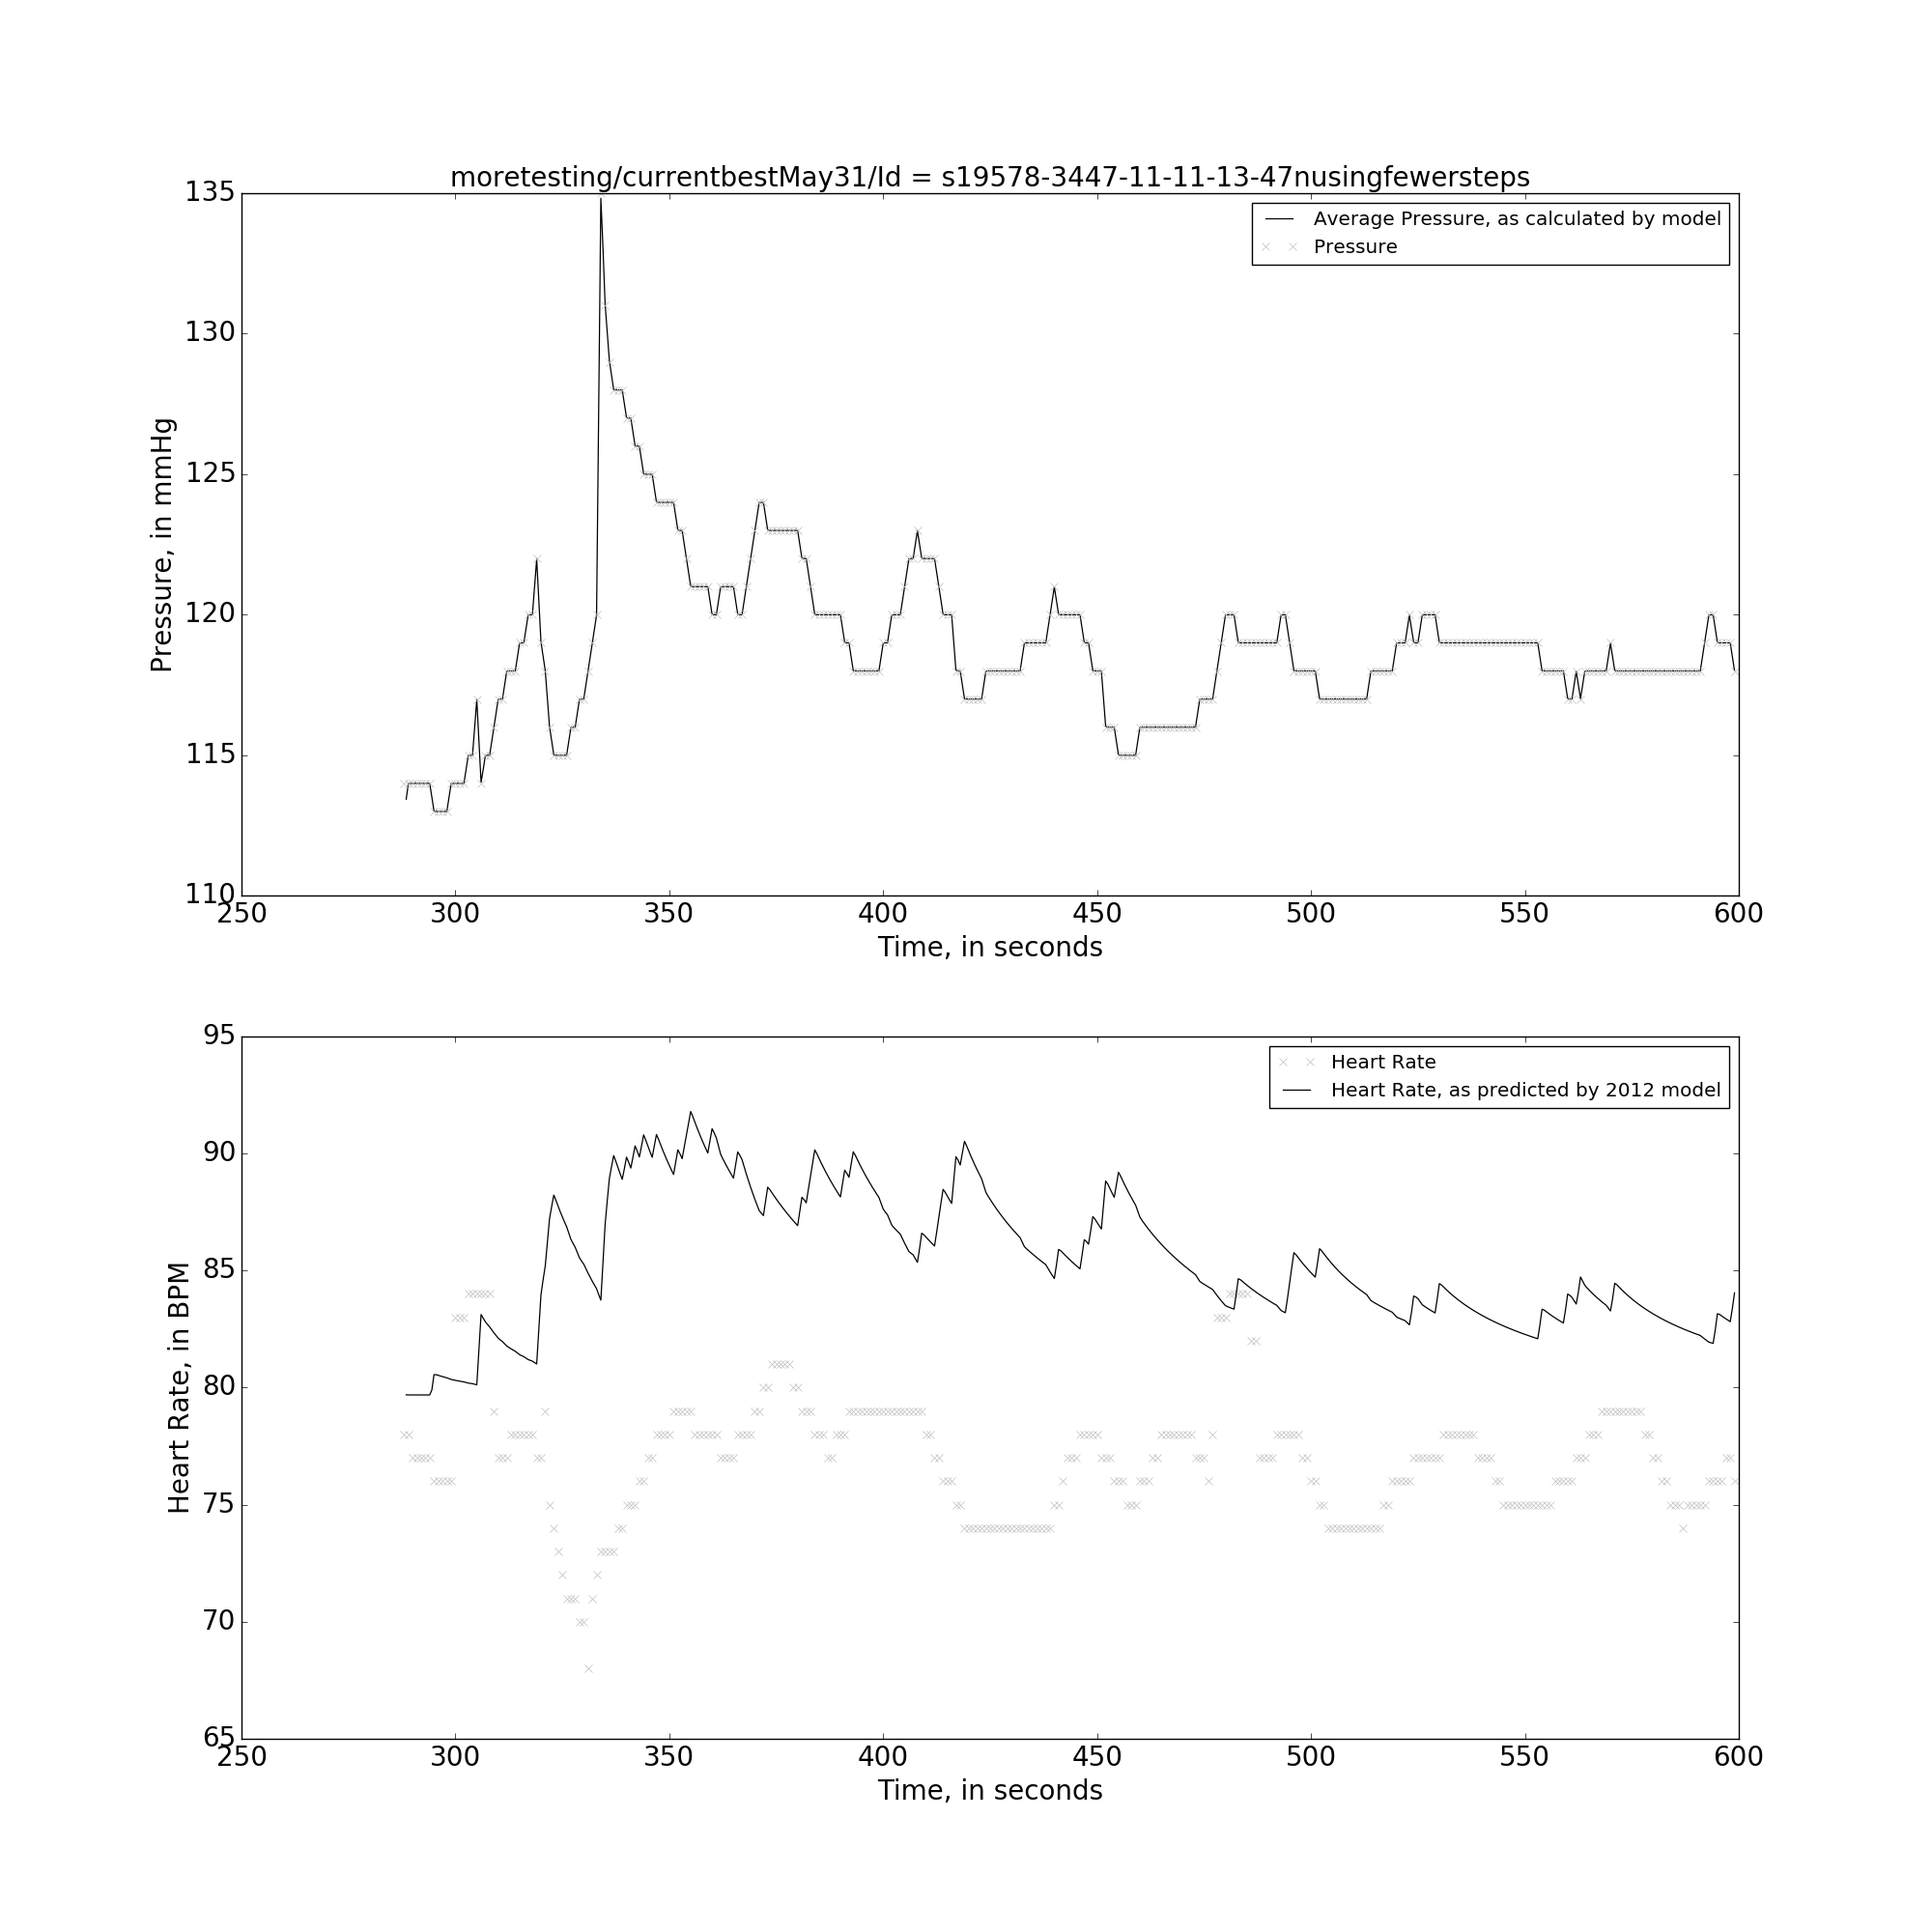 moretesting/currentbestMay31/Id = s19578-3447-11-11-13-47nusingfewersteps
135
130
125
120
115
110
Pressure, in mmHg
Average Pressure, as calculated by model
Pressure
250 300 350 400 450 500 550 600
Time, in seconds
95
90
85
80
75
70
65
Heart Rate, in BPM
Heart Rate
Heart Rate, as predicted by 2012 model
250 300 350 400 450 500 550 600
Time, in seconds